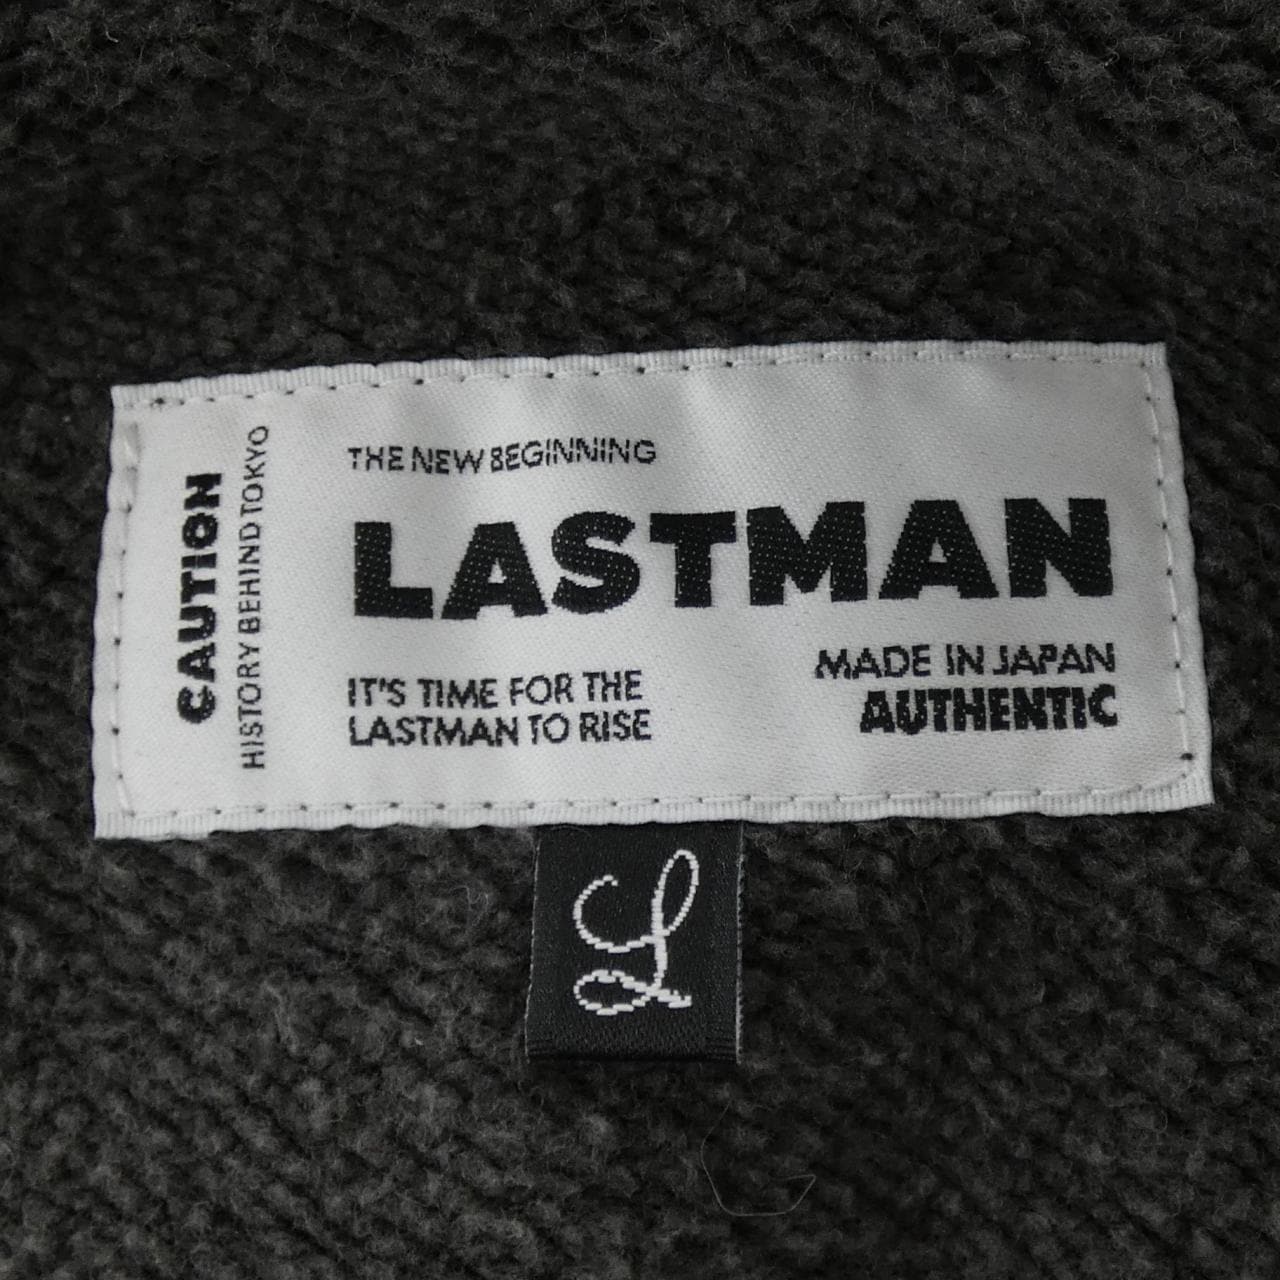 CAUTION
HISTORY BEHIND TOKYO
THE NEW BEGINNING
LASTMAN
IT'S TIME FOR THE
LASTMAN TO RISE
MADE IN JAPAN
AUTHENTIC
L